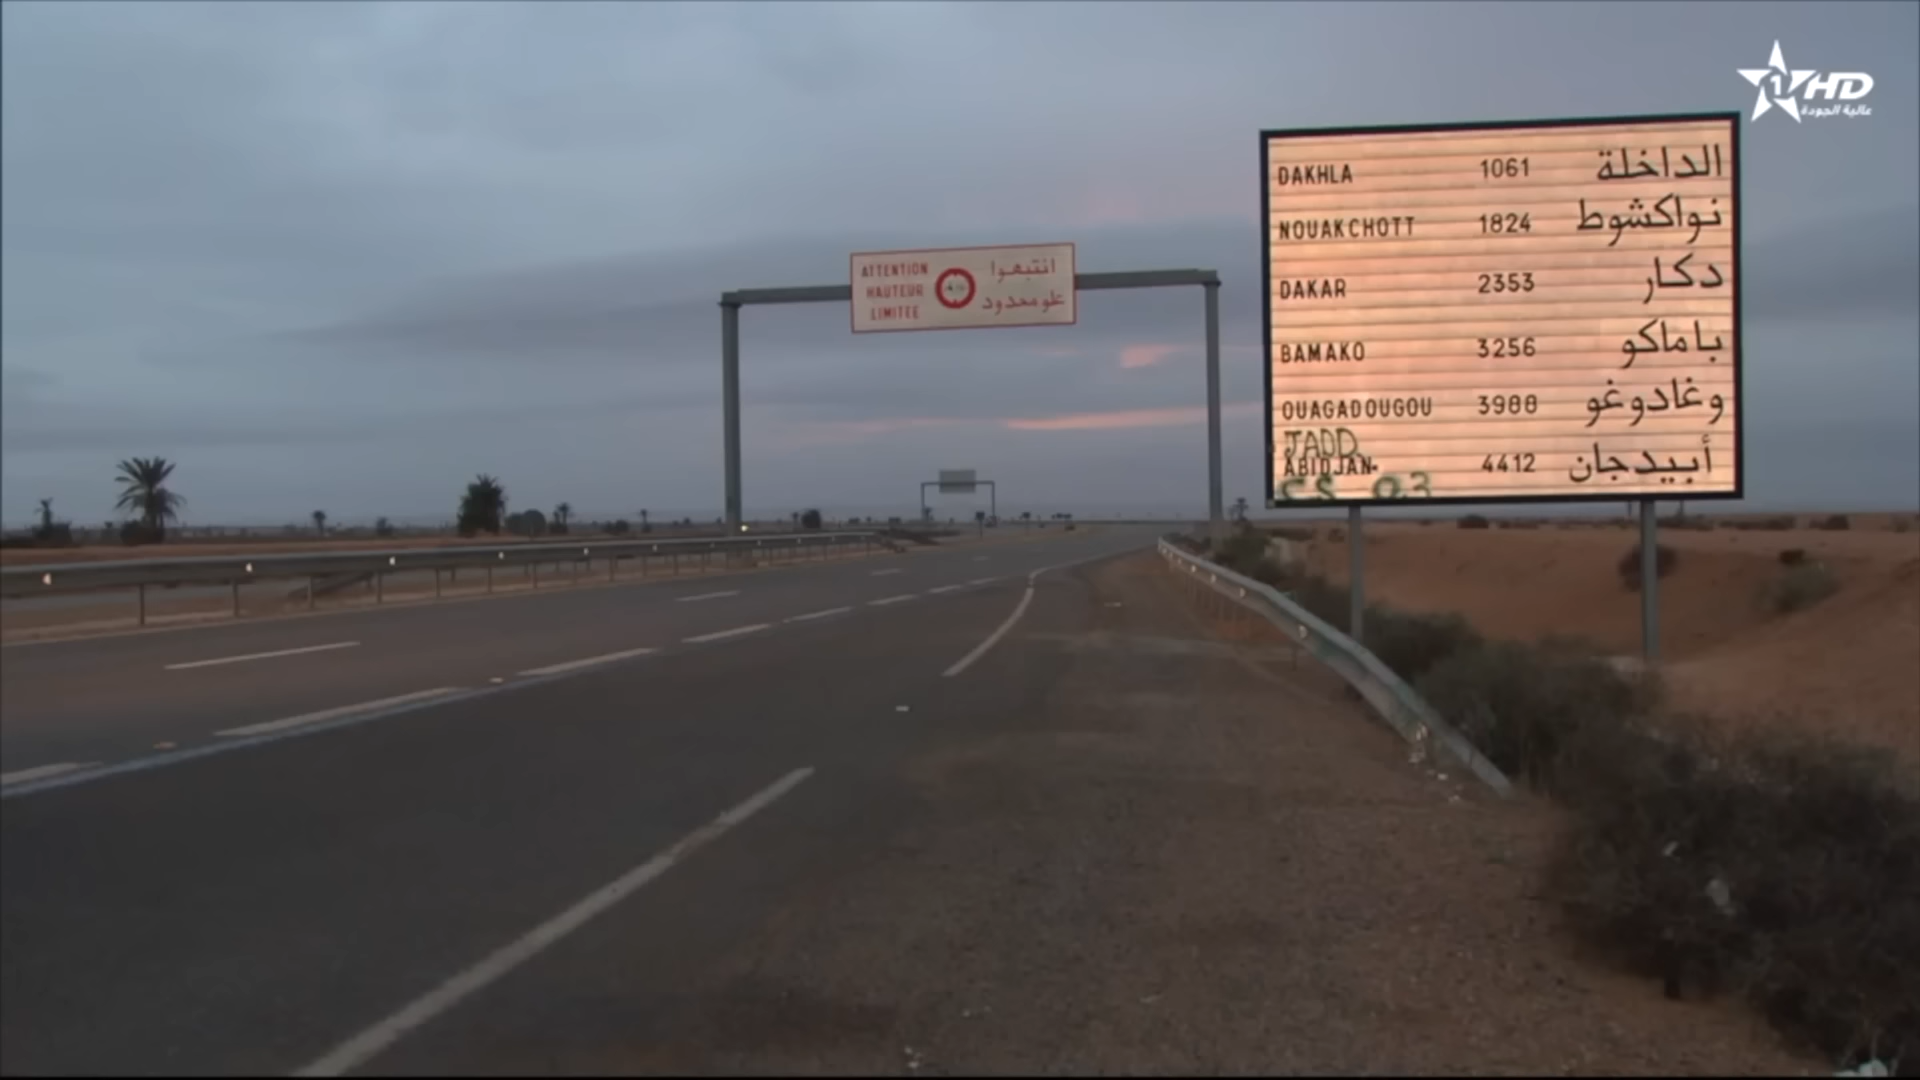 1HD
عالية الجودة
DAKHLA 1061 الداخلة
NOUAKCHOTT 1824 نواكشوط
DAKAR 2353 دكار
BAMAKO 3256 باماكو
OUAGADOUGOU 3988 وغادوغو
JADD
ABIDJAN 4412 أبيدجان
ATTENTION انتبهوا
HAUTEUR علو محدود
LIMITEE